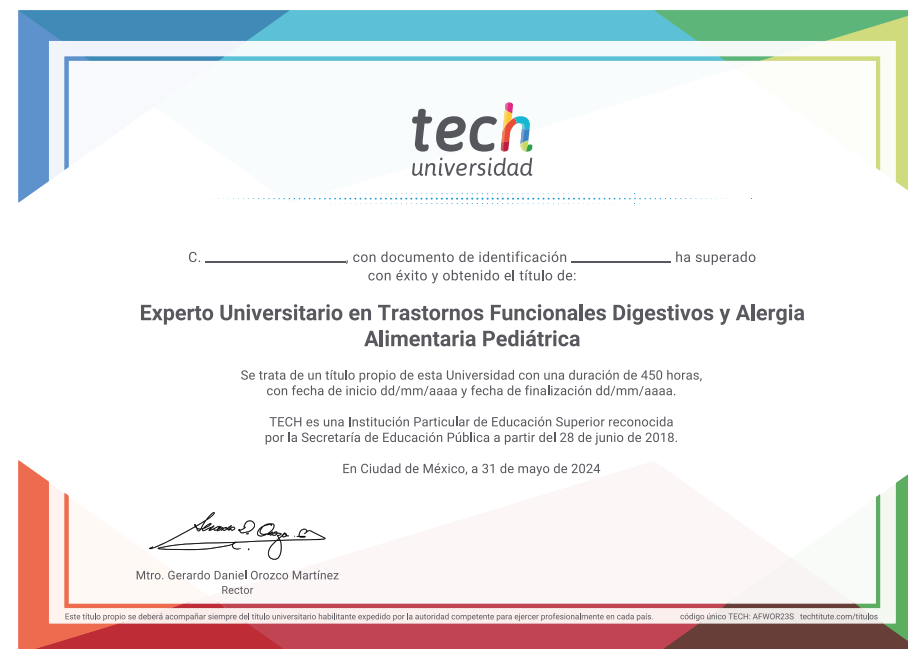 tech
universidad
C. ____________, con documento de identificación ____________ ha superado
con éxito y obtenido el título de:
Experto Universitario en Trastornos Funcionales Digestivos y Alergia
Alimentaria Pediátrica
Se trata de un título propio de esta Universidad con una duración de 450 horas,
con fecha de inicio dd/mm/aaaa y fecha de finalización dd/mm/aaaa.
TECH es una Institución Particular de Educación Superior reconocida
por la Secretaría de Educación Pública a partir del 28 de junio de 2018.
En Ciudad de México, a 31 de mayo de 2024
Mtro. Gerardo Daniel Orozco Martínez
Rector
Este título propio se deberá acompañar siempre del título universitario habilitante expedido por la autoridad competente para ejercer profesionalmente en cada país. código único TECH: AFWOR23S techtitute.com/titulos